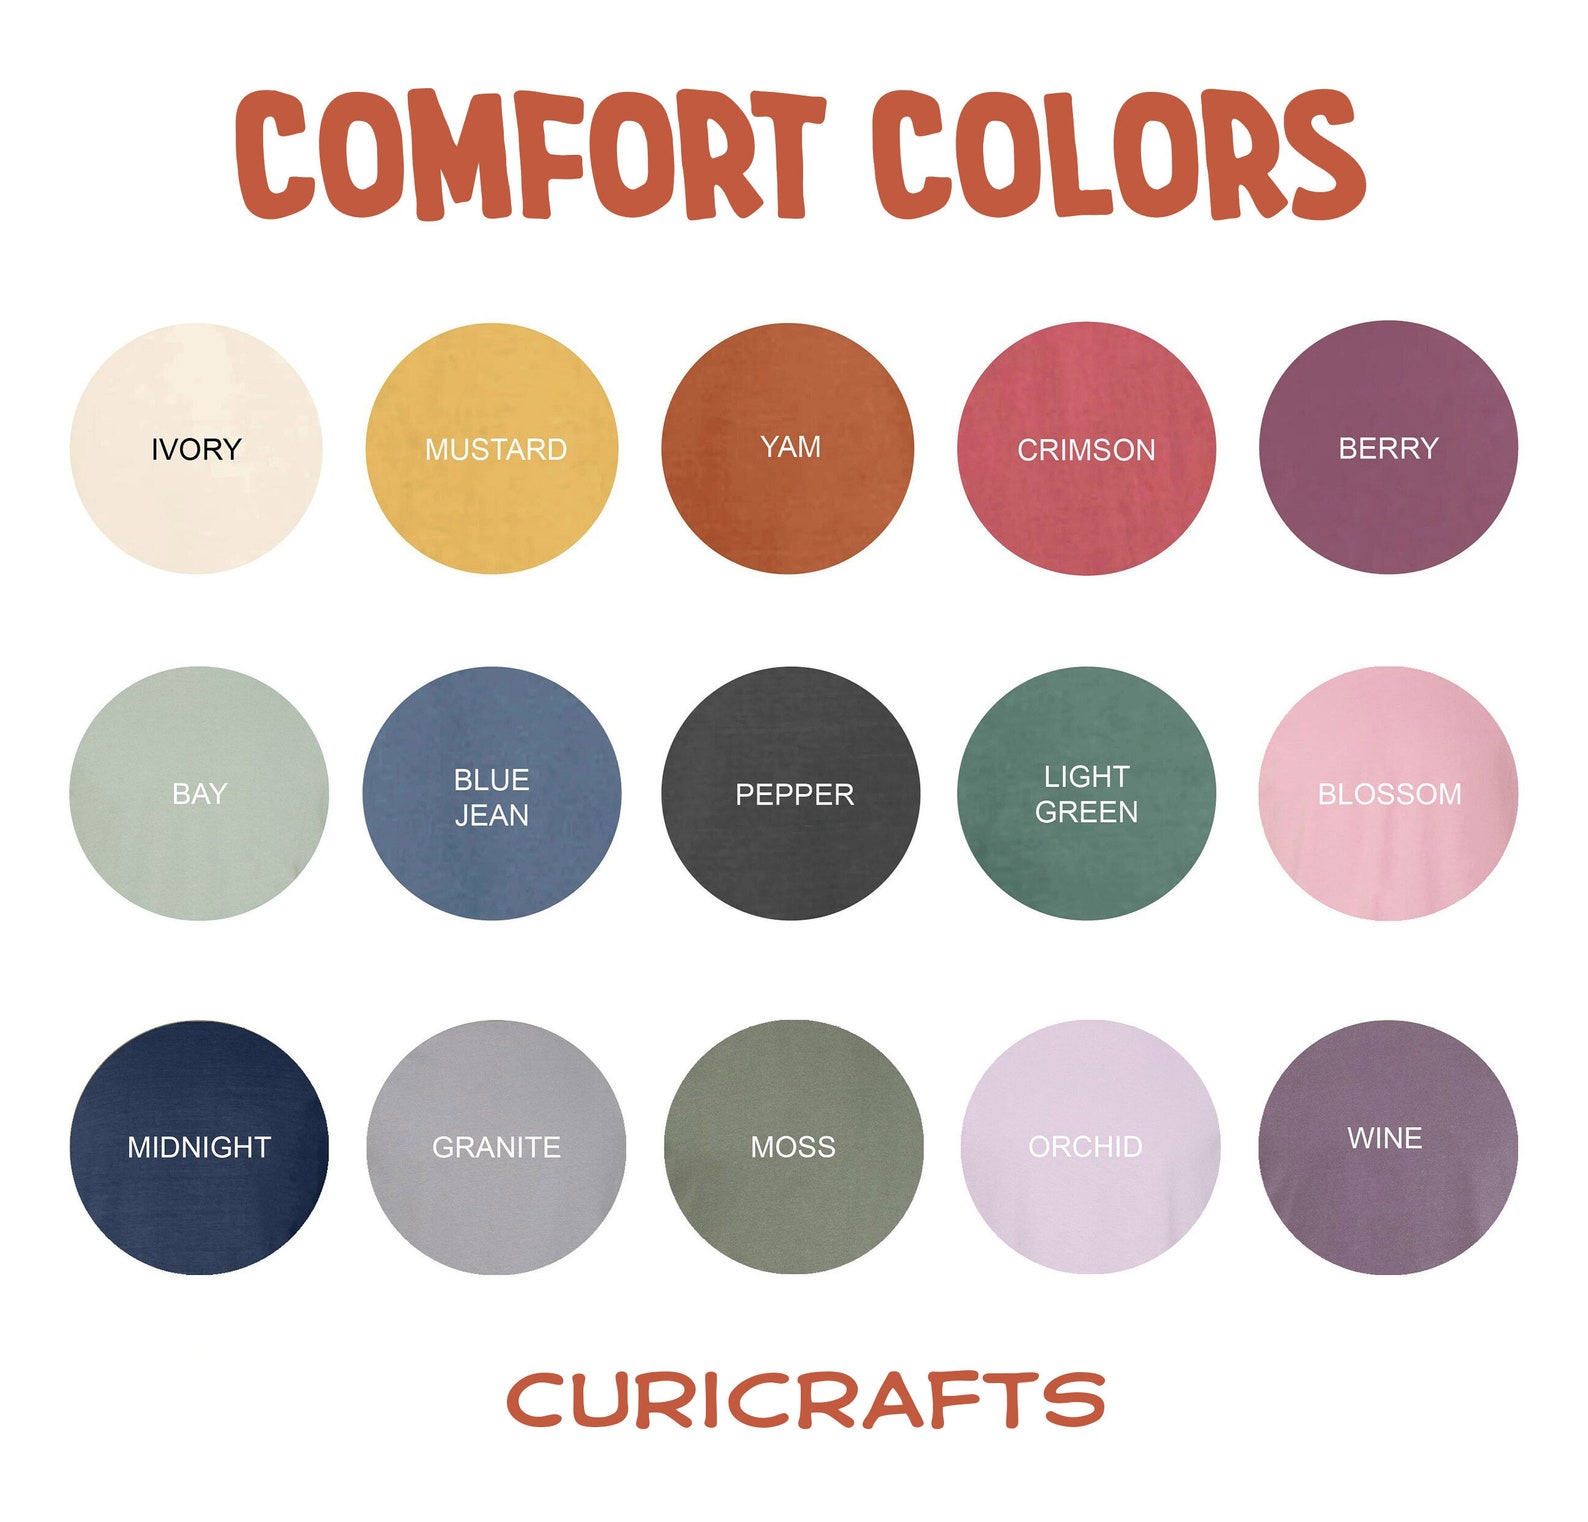 COMFORT COLORS
IVORY
MUSTARD
YAM
CRIMSON
BERRY
BAY
BLUE
JEAN
PEPPER
LIGHT
GREEN
BLOSSOM
MIDNIGHT
GRANITE
MOSS
ORCHID
WINE
CURICRAFTS